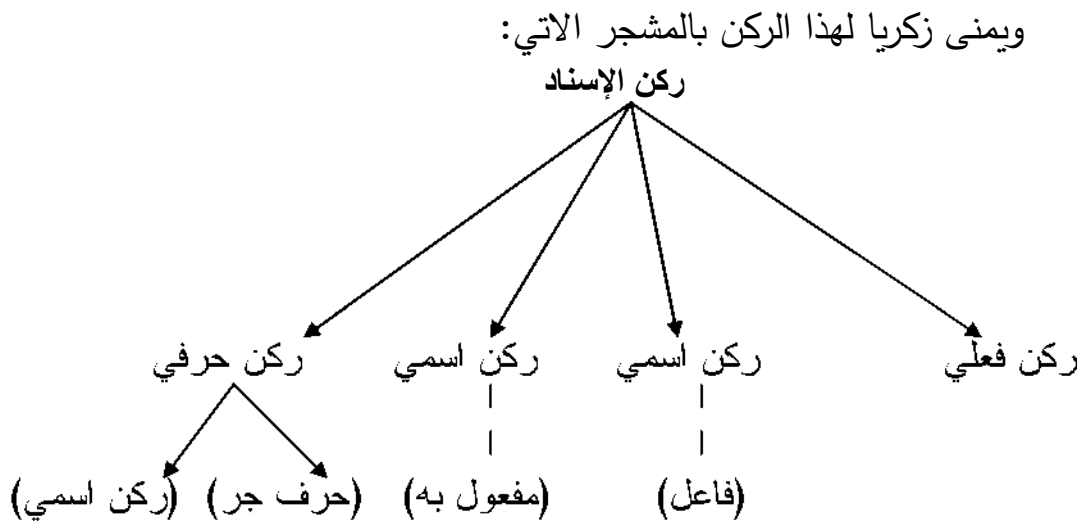 ويمنى زكريا لهذا الركن بالمشجر الاتي:
ركن الإسناد
ركن فعلي ركن اسمي ركن اسمي ركن حرفي
(فاعل) (مفعول به) (حرف جر) (ركن اسمي)